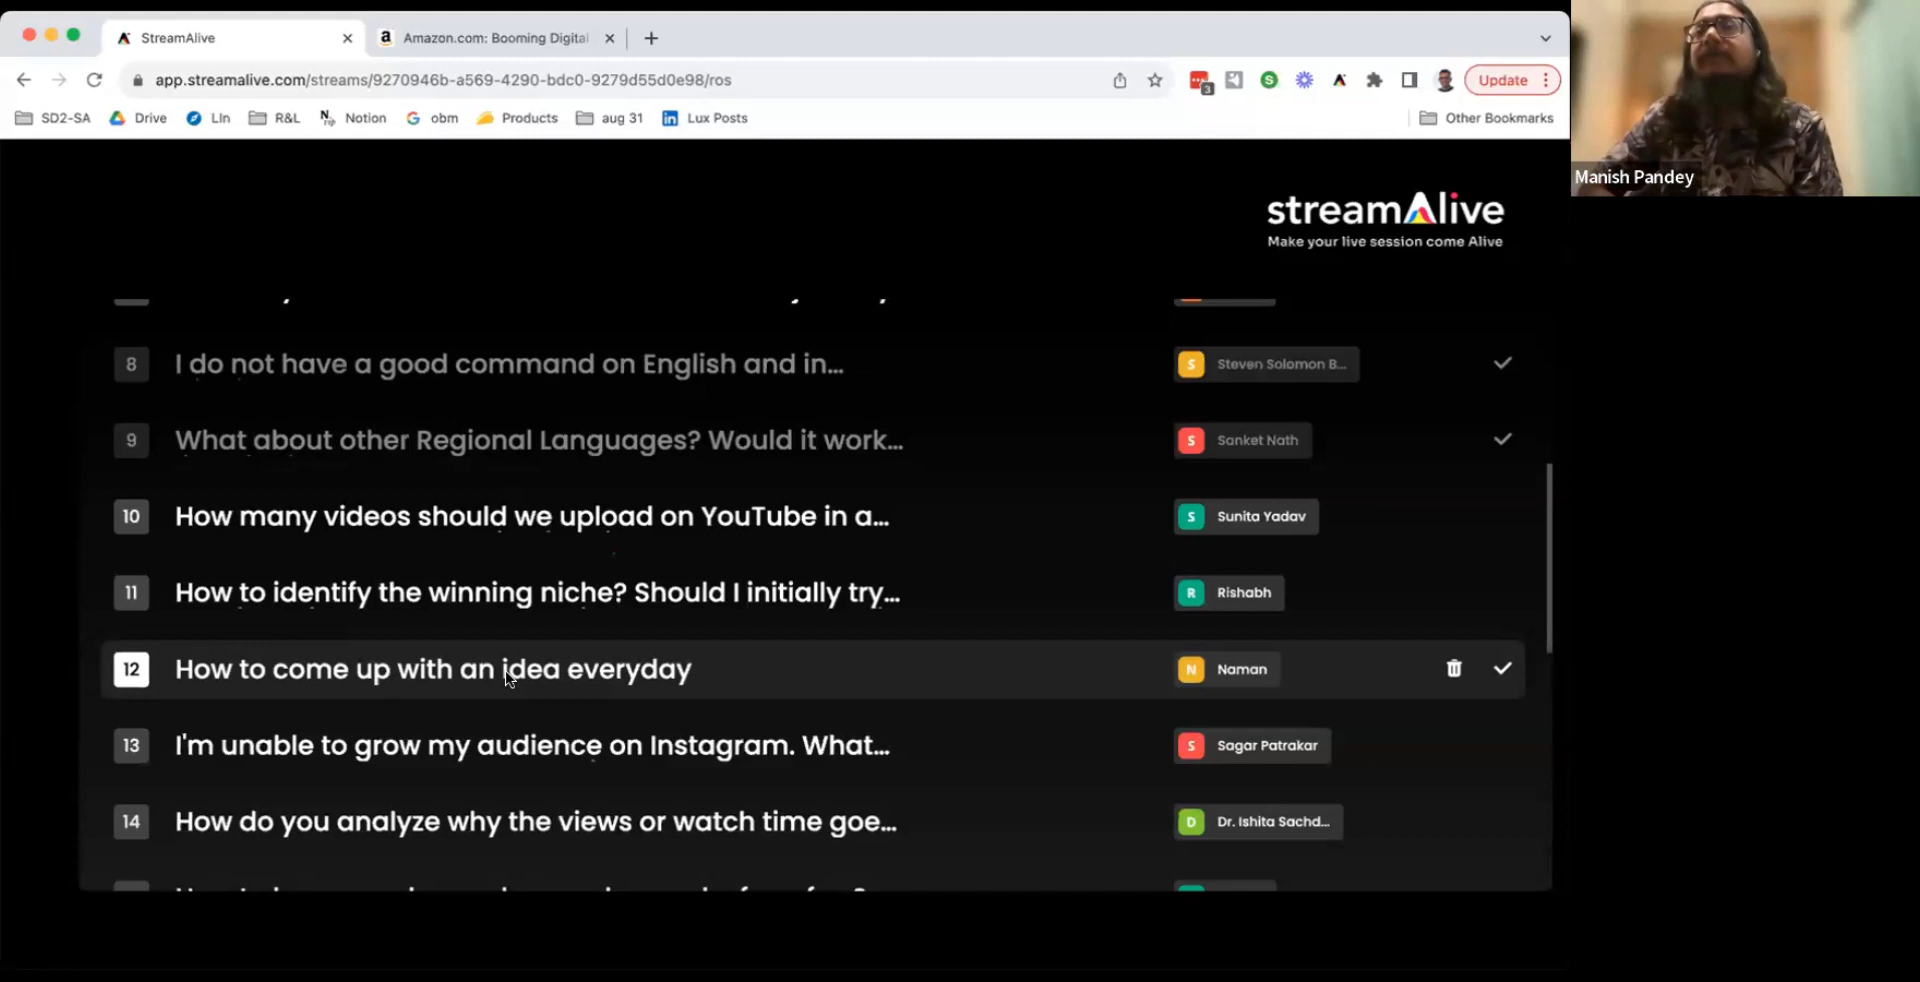 StreamAlive
Amazon.com: Booming Digital
app.streamalive.com/streams/9270946b-a569-4290-bdc0-9279d55d0e98/ros
3
Update
SD2-SA
Drive
LIn
R&L
Notion
obm
Products
aug 31
Lux Posts
Other Bookmarks
Manish Pandey
streamAlive
Make your live session come Alive
8 I do not have a good command on English and in... S Steven Solomon B...
9 What about other Regional Languages? Would it work... S Sanket Nath
10 How many videos should we upload on YouTube in a... S Sunita Yadav
11 How to identify the winning niche? Should I initially try... R Rishabh
12 How to come up with an idea everyday N Naman
13 I'm unable to grow my audience on Instagram. What... S Sagar Patrakar
14 How do you analyze why the views or watch time goe... D Dr. Ishita Sachd...